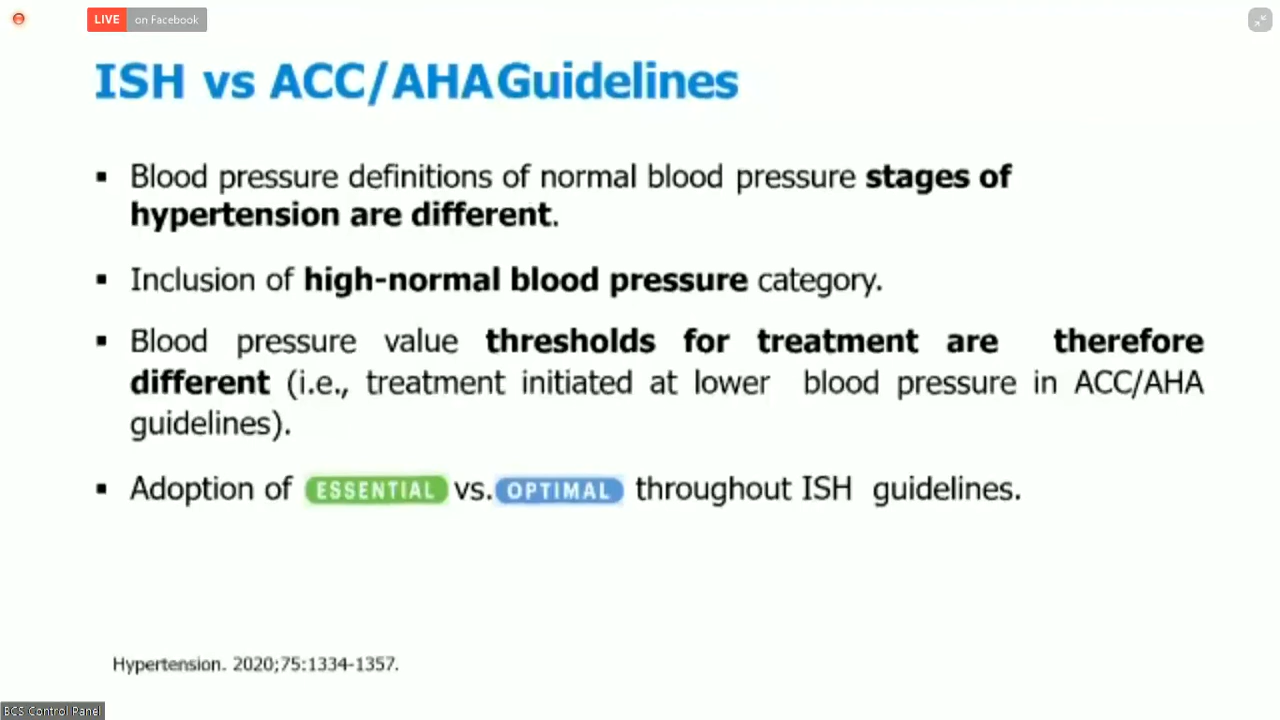 LIVE on Facebook
ISH vs ACC/AHA Guidelines
▪ Blood pressure definitions of normal blood pressure stages of
hypertension are different.
▪ Inclusion of high-normal blood pressure category.
▪ Blood pressure value thresholds for treatment are therefore
different (i.e., treatment initiated at lower blood pressure in ACC/AHA
guidelines).
▪ Adoption of ESSENTIAL vs. OPTIMAL throughout ISH guidelines.
Hypertension. 2020;75:1334-1357.
BCS Control Panel